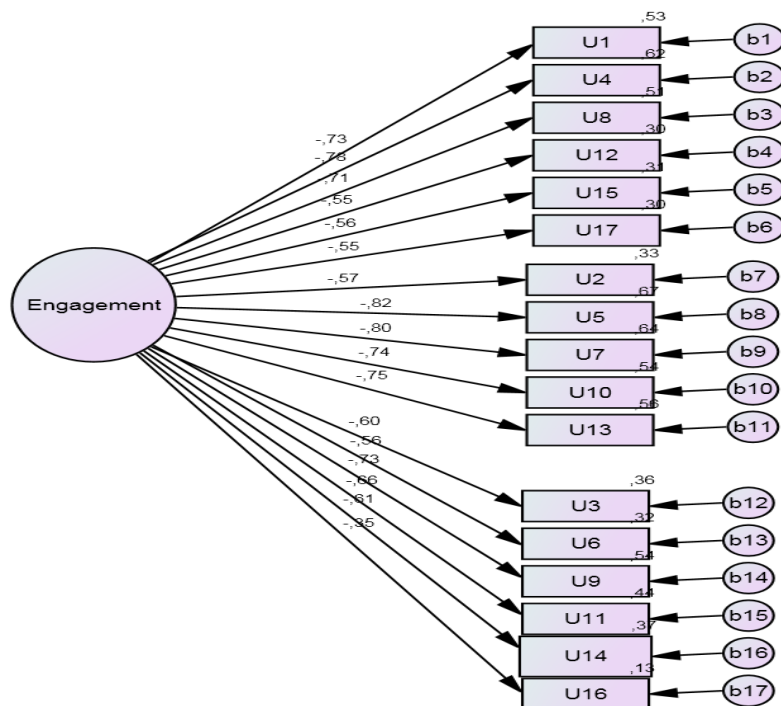 ,53
U1
b1
,62
U4
b2
,51
U8
b3
,30
U12
b4
,31
U15
b5
,30
U17
b6
-,73
-,78
,71
-,55
-,56
-,55
,33
U2
b7
,67
U5
b8
,64
U7
b9
,54
U10
b10
,56
U13
b11
-,57
-,82
-,80
-,74
-,75
Engagement
-,60
-,56
-,73
-,66
-,61
-,35
,36
U3
b12
,32
U6
b13
,54
U9
b14
,44
U11
b15
,37
U14
b16
,13
U16
b17